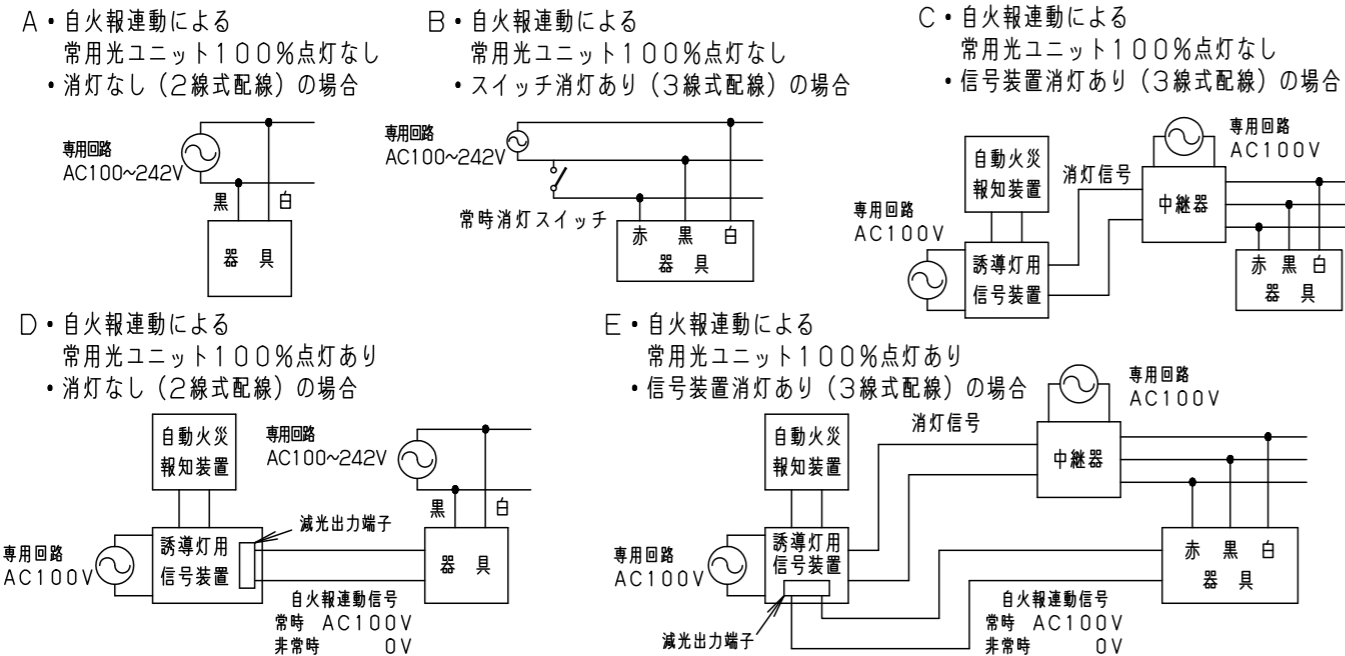 A・自火報連動による
常用光ユニット１００％点灯なし
・消灯なし（２線式配線）の場合
専用回路
AC100~242V
黒
白
器 具
B・自火報連動による
常用光ユニット１００％点灯なし
・スイッチ消灯あり（３線式配線）の場合
専用回路
AC100~242V
常時消灯スイッチ
赤 黒 白
器 具
C・自火報連動による
常用光ユニット１００％点灯なし
・信号装置消灯あり（３線式配線）の場合
専用回路
AC100V
自動火災
報知装置
消灯信号
中継器
専用回路
AC100V
誘導灯用
信号装置
赤 黒 白
器 具
D・自火報連動による
常用光ユニット１００％点灯あり
・消灯なし（２線式配線）の場合
自動火災
報知装置
専用回路
AC100~242V
黒
白
減光出力端子
専用回路
AC100V
誘導灯用
信号装置
器 具
自火報連動信号
常時 AC100V
非常時 0V
E・自火報連動による
常用光ユニット１００％点灯あり
・信号装置消灯あり（３線式配線）の場合
専用回路
AC100V
消灯信号
自動火災
報知装置
中継器
専用回路
AC100V
誘導灯用
信号装置
赤 黒 白
器 具
減光出力端子
自火報連動信号
常時 AC100V
非常時 0V